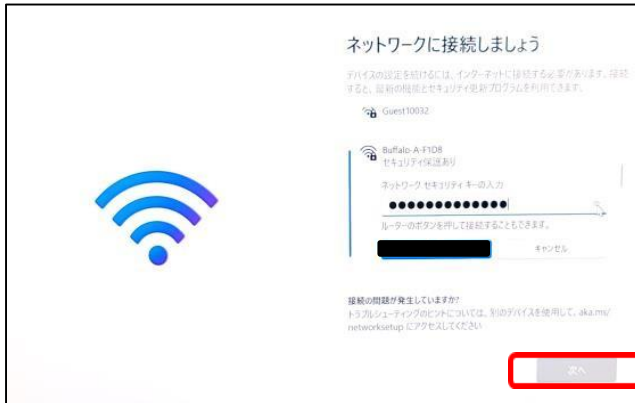 ネットワークに接続しましょう
デバイスの設定を続けるには、インターネットに接続する必要があります。接続
すると、最新の機能とセキュリティ更新プログラムを利用できます。
Guest10032
Buffalo-A-F1D8
セキュリティ保護あり
ネットワーク セキュリティ キーの入力
●●●●●●●●●●●●●
ルーターのボタンを押して接続することもできます。
キャンセル
接続の問題が発生していますか?
トラブルシューティングのヒントについては、別のデバイスを使用して、aka.ms/
networksetup にアクセスしてください
次へ